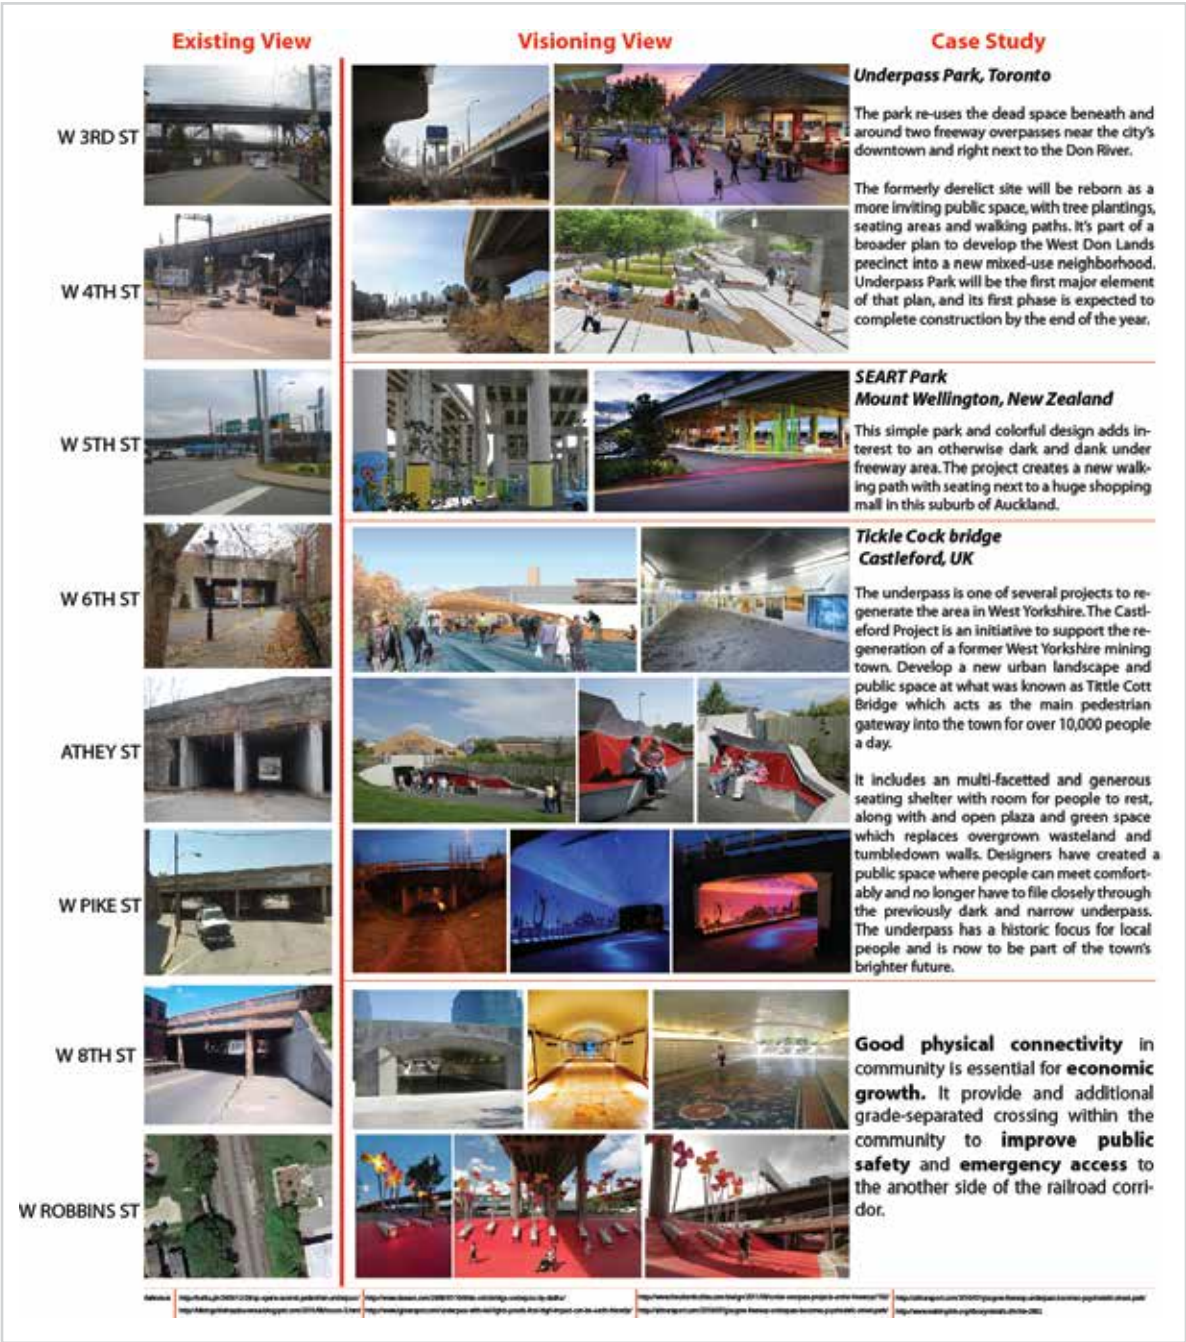 Existing View
Visioning View
Case Study
W 3RD ST
Underpass Park, Toronto
The park re-uses the dead space beneath and
around two freeway overpasses near the city's
downtown and right next to the Don River.
The formerly derelict site will be reborn as a
more inviting public space, with tree plantings,
seating areas and walking paths. It's part of a
broader plan to develop the West Don Lands
precinct into a new mixed-use neighborhood.
Underpass Park will be the first major element
of that plan, and its first phase is expected to
complete construction by the end of the year.
W 4TH ST
W 5TH ST
SEART Park
Mount Wellington, New Zealand
This simple park and colorful design adds in-
terest to an otherwise dark and dank under
freeway area. The project creates a new walk-
ing path with seating next to a huge shopping
mall in this suburb of Auckland.
W 6TH ST
Tickle Cock bridge
Castleford, UK
The underpass is one of several projects to re-
generate the area in West Yorkshire. The Castl-
eford Project is an initiative to support the re-
generation of a former West Yorkshire mining
town. Develop a new urban landscape and
public space at what was known as Tittle Cott
Bridge which acts as the main pedestrian
gateway into the town for over 10,000 people
a day.
ATHEY ST
It includes an multi-facetted and generous
seating shelter with room for people to rest,
along with and open plaza and green space
which replaces overgrown wasteland and
tumbledown walls. Designers have created a
public space where people can meet comfort-
ably and no longer have to file closely through
the previously dark and narrow underpass.
The underpass has a historic focus for local
people and is now to be part of the town's
brighter future.
W PIKE ST
W 8TH ST
Good physical connectivity in
community is essential for economic
growth. It provide and additional
grade-separated crossing within the
community to improve public
safety and emergency access to
the another side of the railroad corri-
dor.
W ROBBINS ST